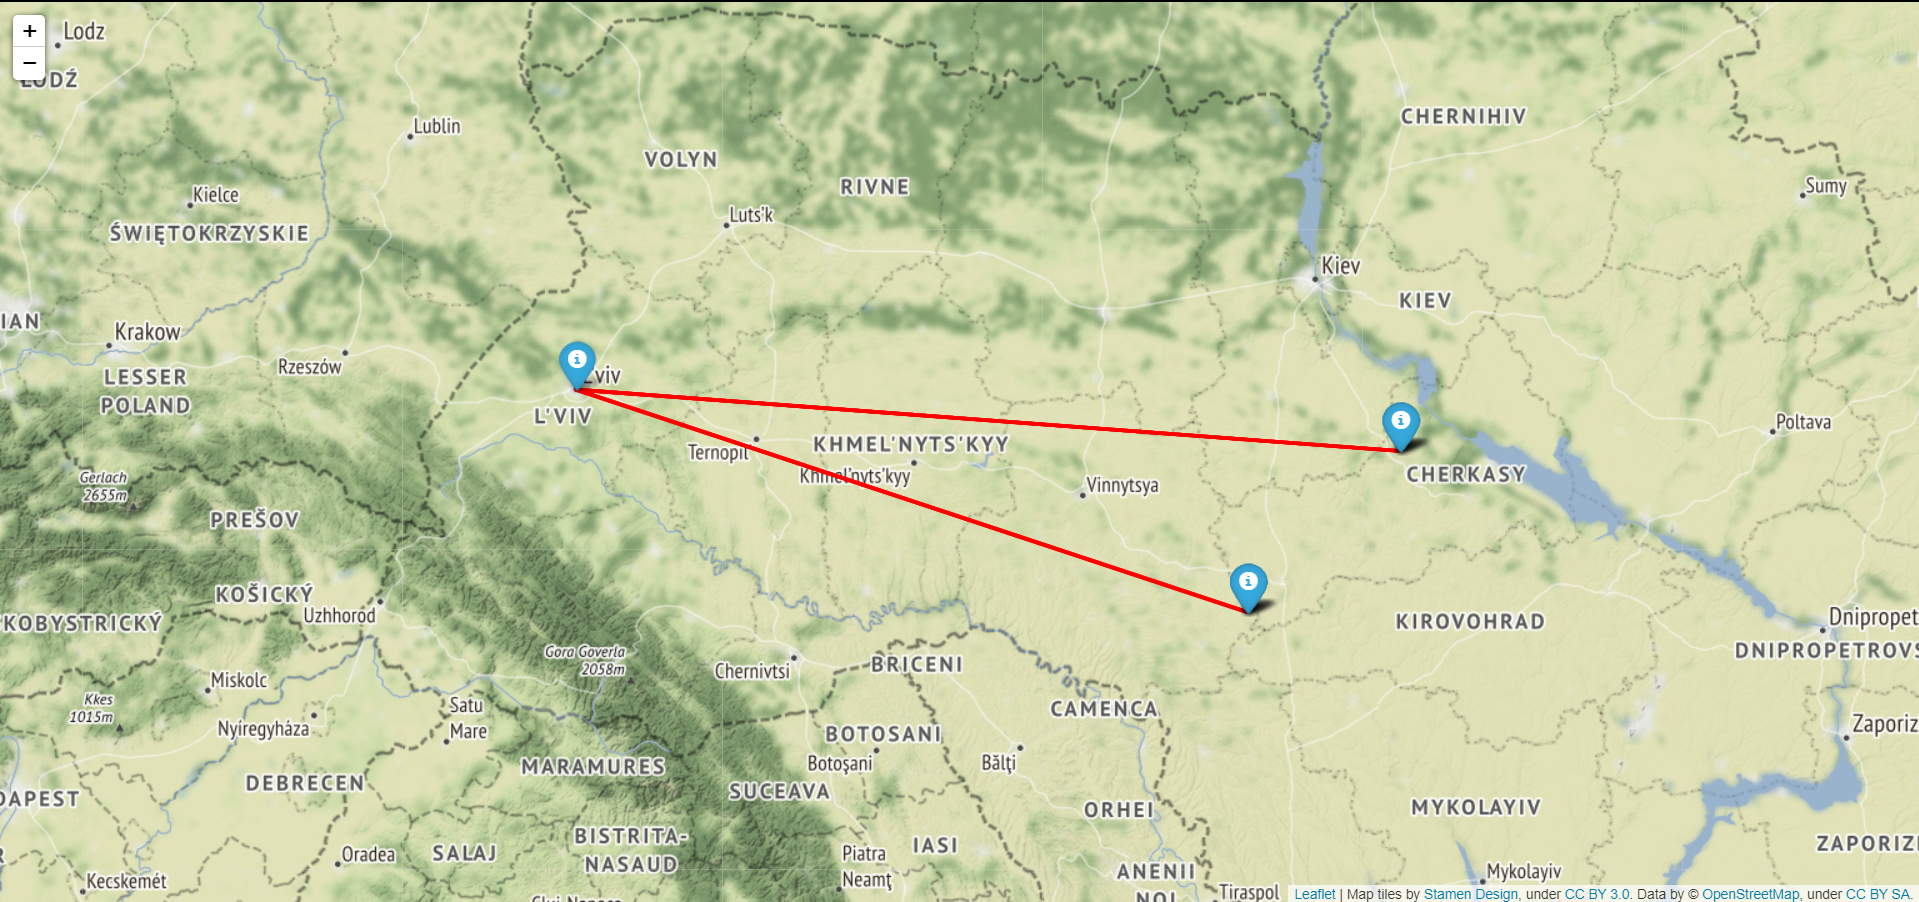 +
−
Lodz
ŁÓDŹ
Lublin
CHERNIHIV
VOLYN
RIVNE
Sumy
Kielce
Luts'k
ŚWIĘTOKRZYSKIE
Kiev
KIEV
IAN
Krakow
Rzeszów
LESSER
POLAND
viv
L'VIV
Ternopil'
KHMEL'NYTS'KYY
Khmel'nyts'kyy
Poltava
CHERKASY
Vinnytsya
Gerlach
2655m
PREŠOV
KOŠICKÝ
Uzhhorod
KOBYSTRICKÝ
KIROVOHRAD
Dnipropet
DNIPROPETROVS
Gora Goverla
2058m
Chernivtsi
BRICENI
Miskolc
Kkes
1015m
Nyíregyháza
Satu
Mare
CAMENCA
BOTOSANI
Botoşani
Bălţi
Zaporiz
MARAMURES
DEBRECEN
SUCEAVA
DAPEST
ORHEI
MYKOLAYIV
BISTRITA-
NASAUD
IASI
ZAPORIZI
Oradea
SALAJ
Piatra
Neamţ
ANENII
NOI
Kecskemét
Mykolayiv
Tiraspol
Cluj-Napoca
Leaflet | Map tiles by Stamen Design, under CC BY 3.0. Data by © OpenStreetMap, under CC BY SA.